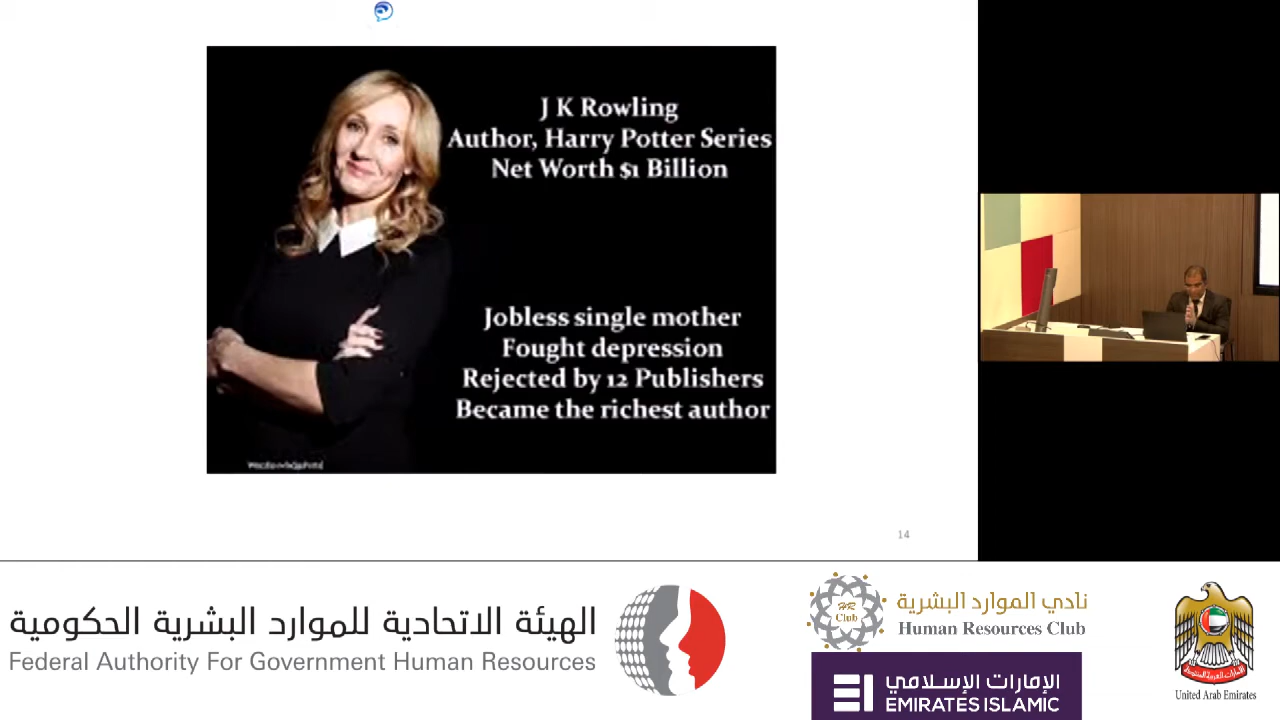 J K Rowling
Author, Harry Potter Series
Net Worth $1 Billion
Jobless single mother
Fought depression
Rejected by 12 Publishers
Became the richest author
14
الهيئة الاتحادية للموارد البشرية الحكومية
Federal Authority For Government Human Resources
HR
Club
نادي الموارد البشرية
Human Resources Club
الإمارات الإسلامي
EMIRATES ISLAMIC
United Arab Emirates